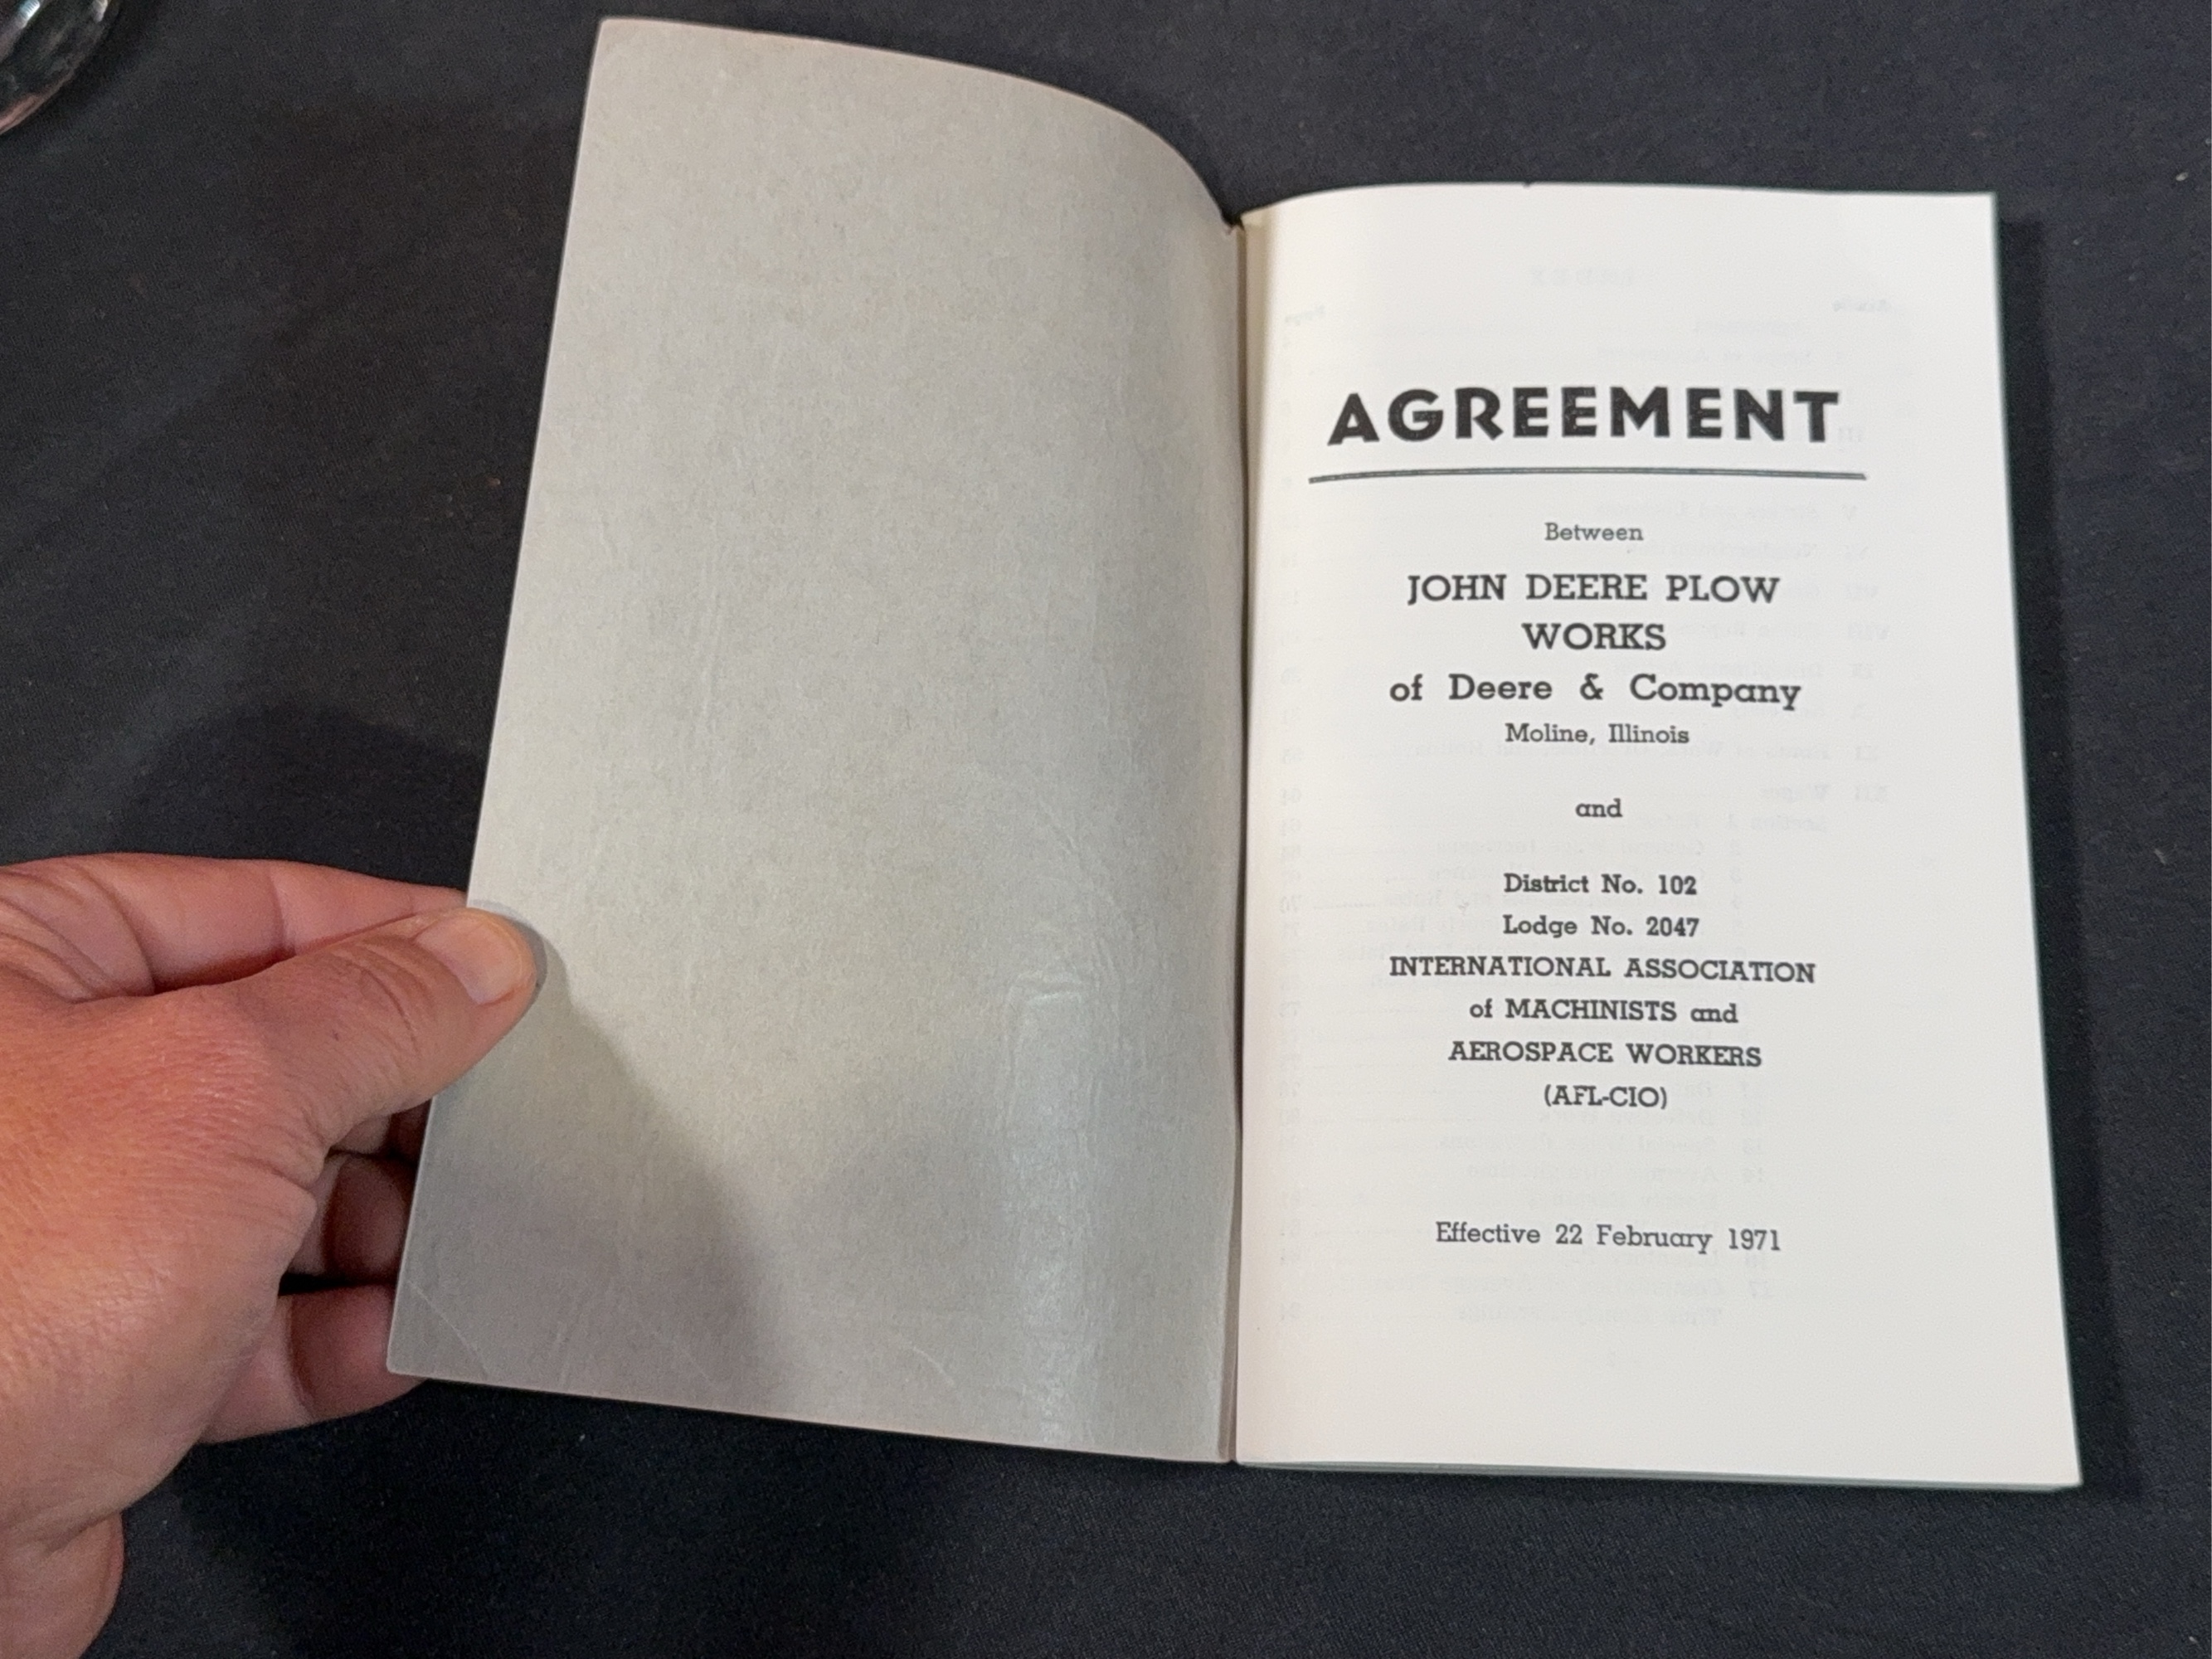 AGREEMENT
Between
JOHN DEERE PLOW
WORKS
of Deere & Company
Moline, Illinois
and
District No. 102
Lodge No. 2047
INTERNATIONAL ASSOCIATION
of MACHINISTS and
AEROSPACE WORKERS
(AFL-CIO)
Effective 22 February 1971